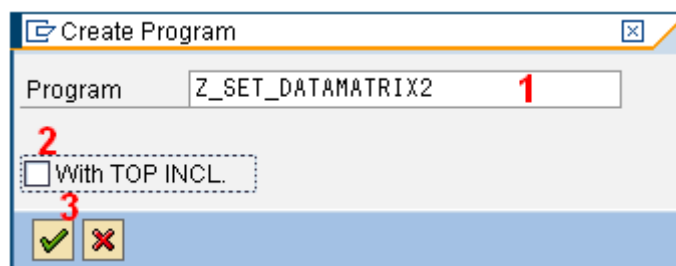 Create Program
Program Z_SET_DATAMATRIX2 1
2
With TOP INCL.
3